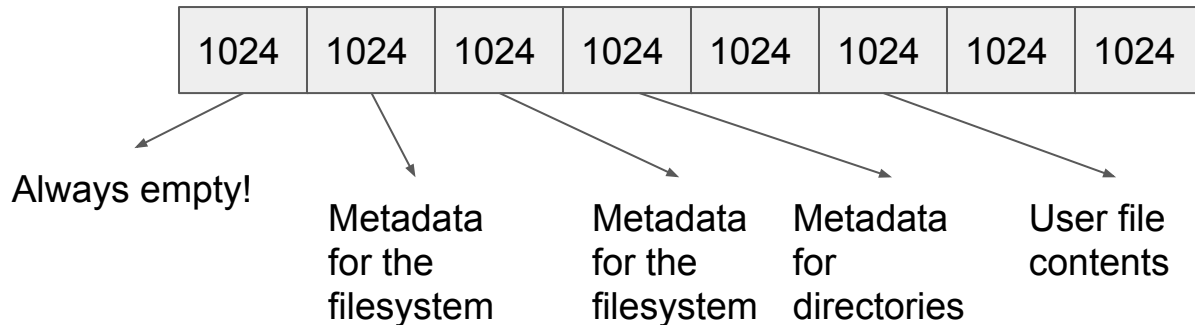 1024 1024 1024 1024 1024 1024 1024 1024
Always empty!
Metadata
for the
filesystem
Metadata
for the
filesystem
Metadata
for
directories
User file
contents